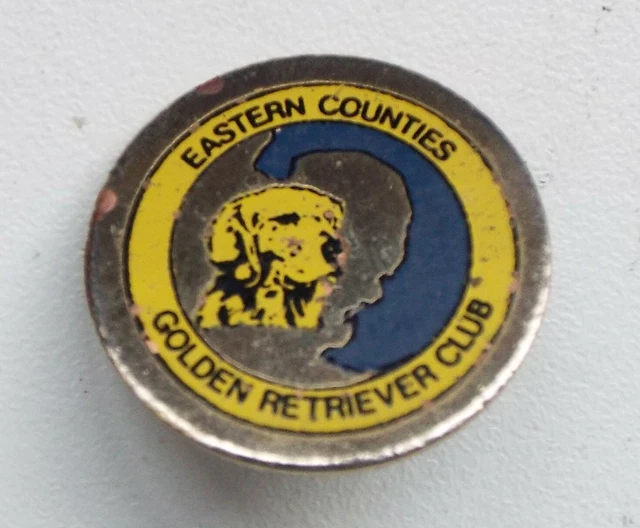 EASTERN COUNTIES
GOLDEN RETRIEVER CLUB